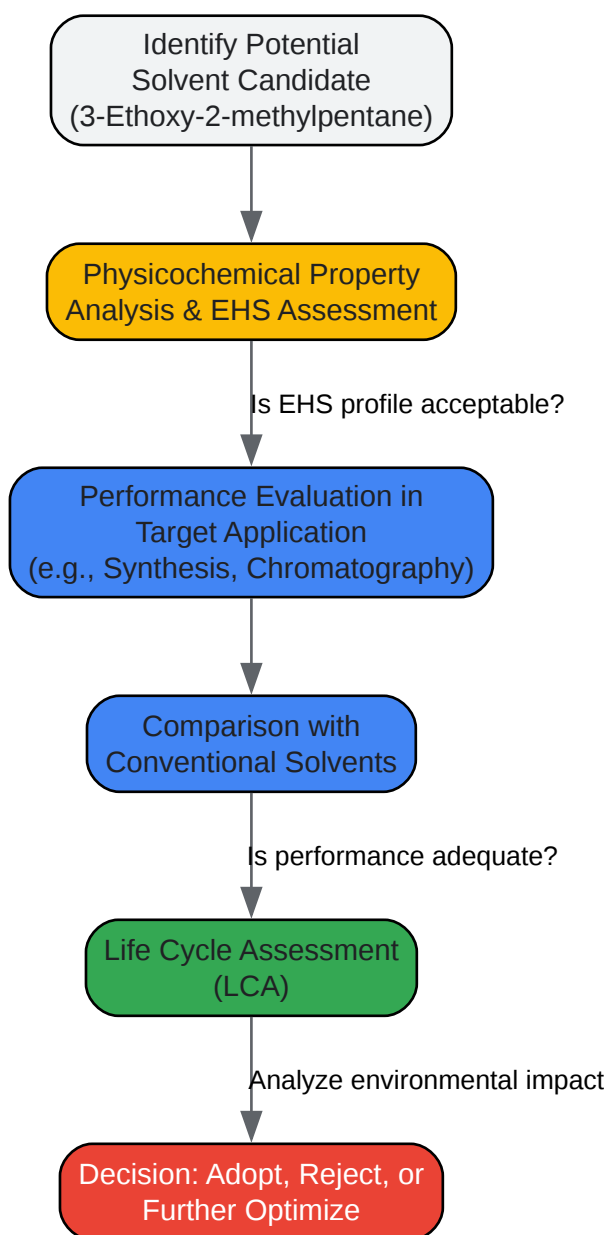 Identify Potential
Solvent Candidate
(3-Ethoxy-2-methylpentane)
Physicochemical Property
Analysis & EHS Assessment
Is EHS profile acceptable?
Performance Evaluation in
Target Application
(e.g., Synthesis, Chromatography)
Comparison with
Conventional Solvents
Is performance adequate?
Life Cycle Assessment
(LCA)
Analyze environmental impact
Decision: Adopt, Reject, or
Further Optimize